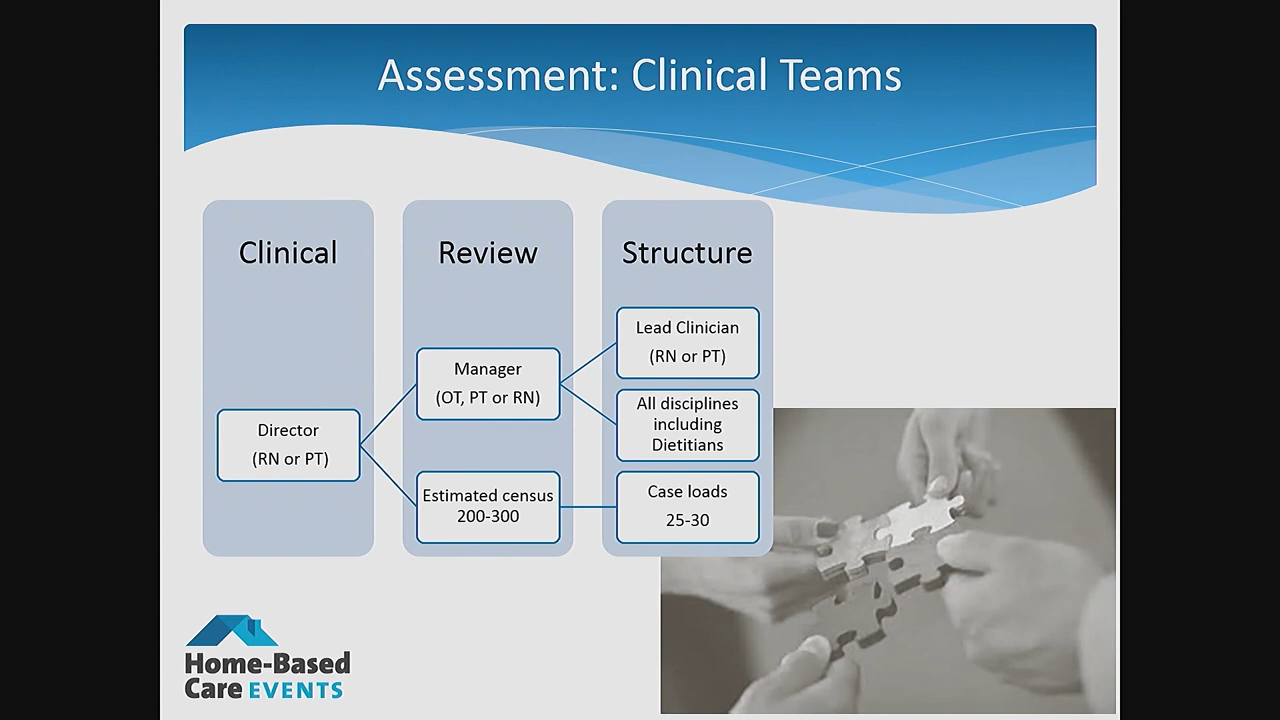 Assessment: Clinical Teams
Clinical
Review
Structure
Director
(RN or PT)
Manager
(OT, PT or RN)
Estimated census
200-300
Lead Clinician
(RN or PT)
All disciplines
including
Dietitians
Case loads
25-30
Home-Based
Care EVENTS